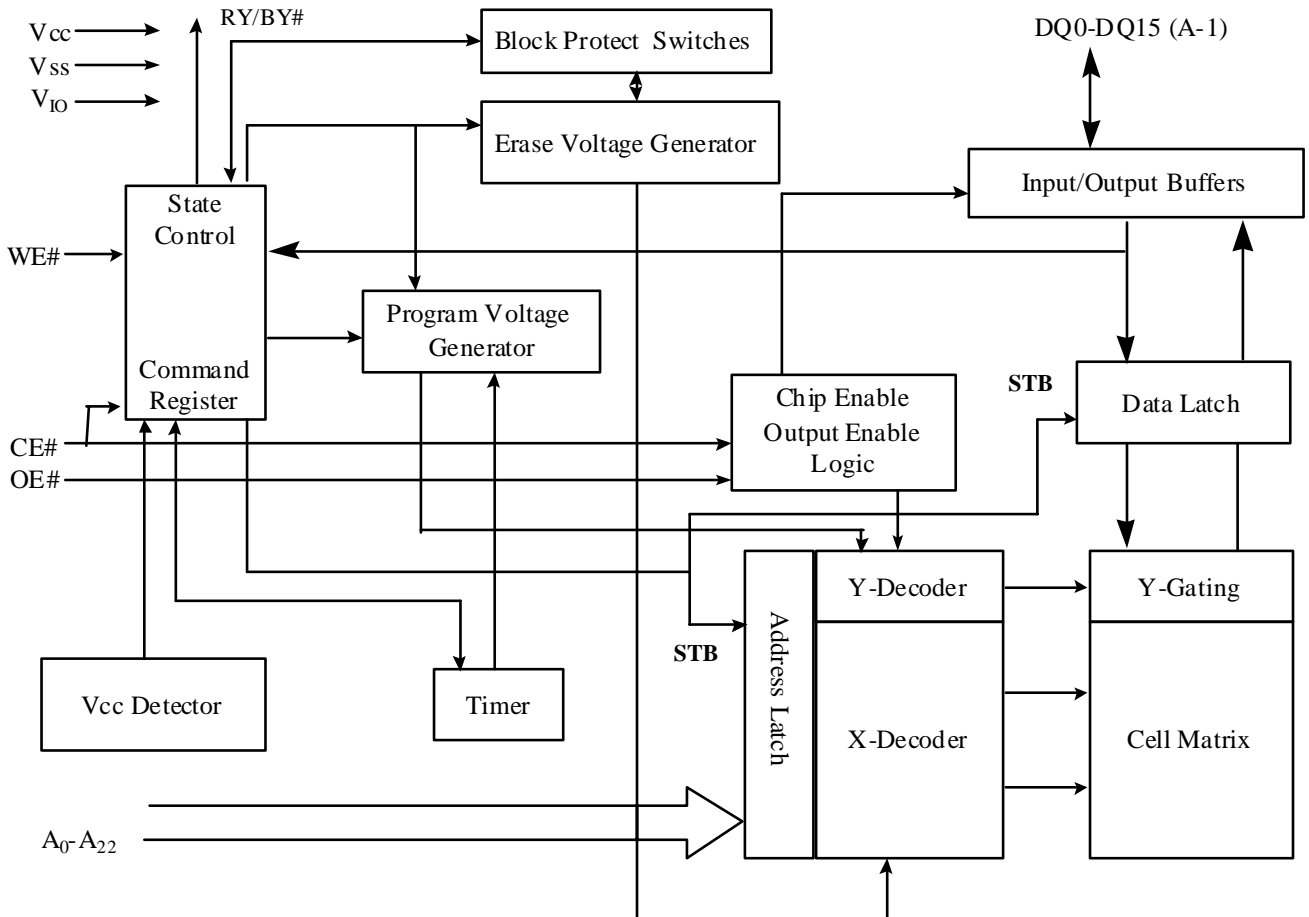 Vcc
Vss
VIO
RY/BY#
Block Protect Switches
DQ0-DQ15 (A-1)
Erase Voltage Generator
Input/Output Buffers
State
Control
WE#
Program Voltage
Generator
Command
Register
STB
Chip Enable
Output Enable
Logic
Data Latch
CE#
OE#
Y-Decoder
Y-Gating
STB
Address Latch
Vcc Detector
Timer
X-Decoder
Cell Matrix
A0-A22